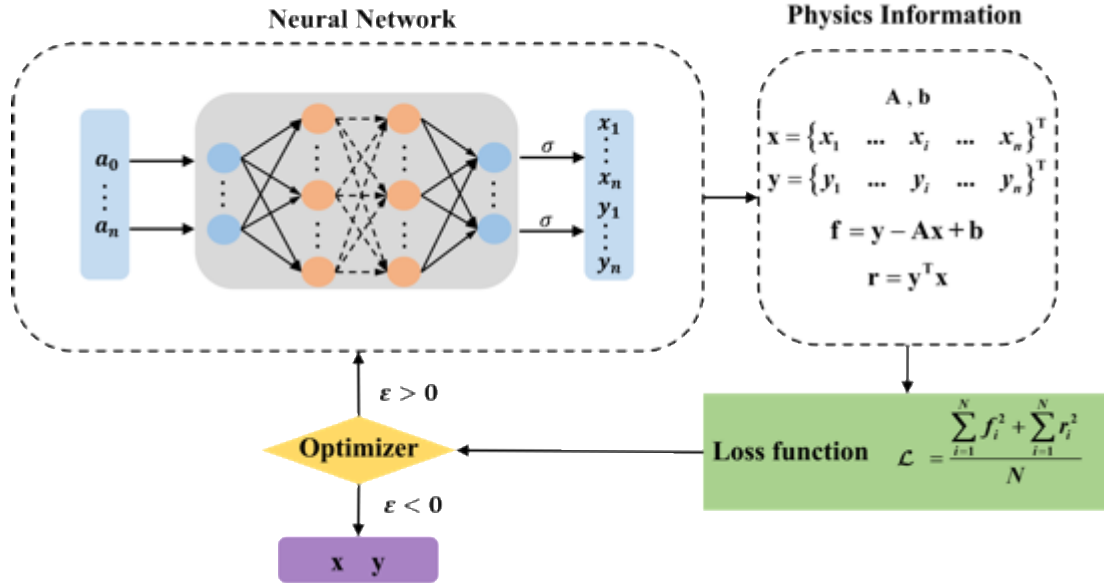 Neural Network
Physics Information
a₀
⋮
aₙ
σ
σ
x₁
⋮
xₙ
y₁
⋮
yₙ
A , b
x = {x₁ ... xᵢ ... xₙ}ᵀ
y = {y₁ ... yᵢ ... yₙ}ᵀ
f = y − Ax + b
r = yᵀx
ε > 0
Optimizer
ε < 0
x y
Loss function ℒ = (∑ᵢ₌₁ᴺ fᵢ² + ∑ᵢ₌₁ᴺ rᵢ²) / N